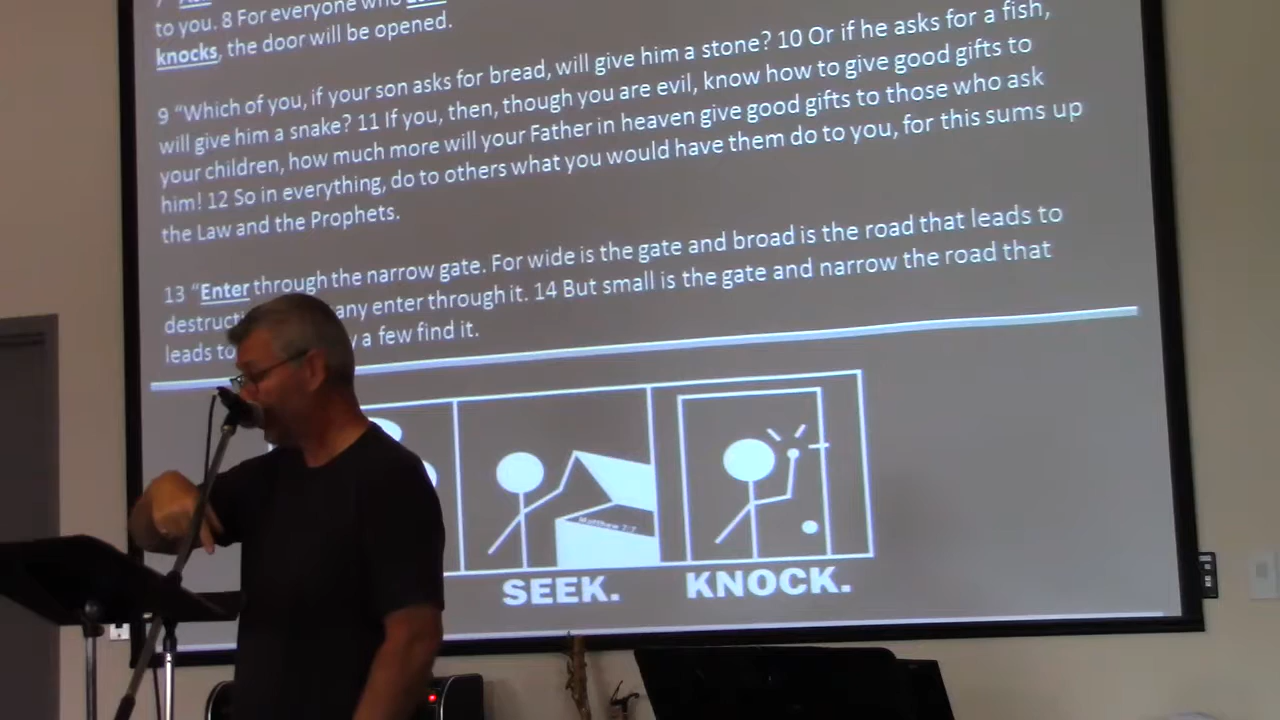 to you. 8 For everyone who
knocks, the door will be opened.
9 “Which of you, if your son asks for bread, will give him a stone? 10 Or if he asks for a fish,
will give him a snake? 11 If you, then, though you are evil, know how to give good gifts to
your children, how much more will your Father in heaven give good gifts to those who ask
him! 12 So in everything, do to others what you would have them do to you, for this sums up
the Law and the Prophets.
13 “Enter through the narrow gate. For wide is the gate and broad is the road that leads to
any enter through it. 14 But small is the gate and narrow the road that
leads to a few find it.
Matthew 7:7
SEEK. KNOCK.